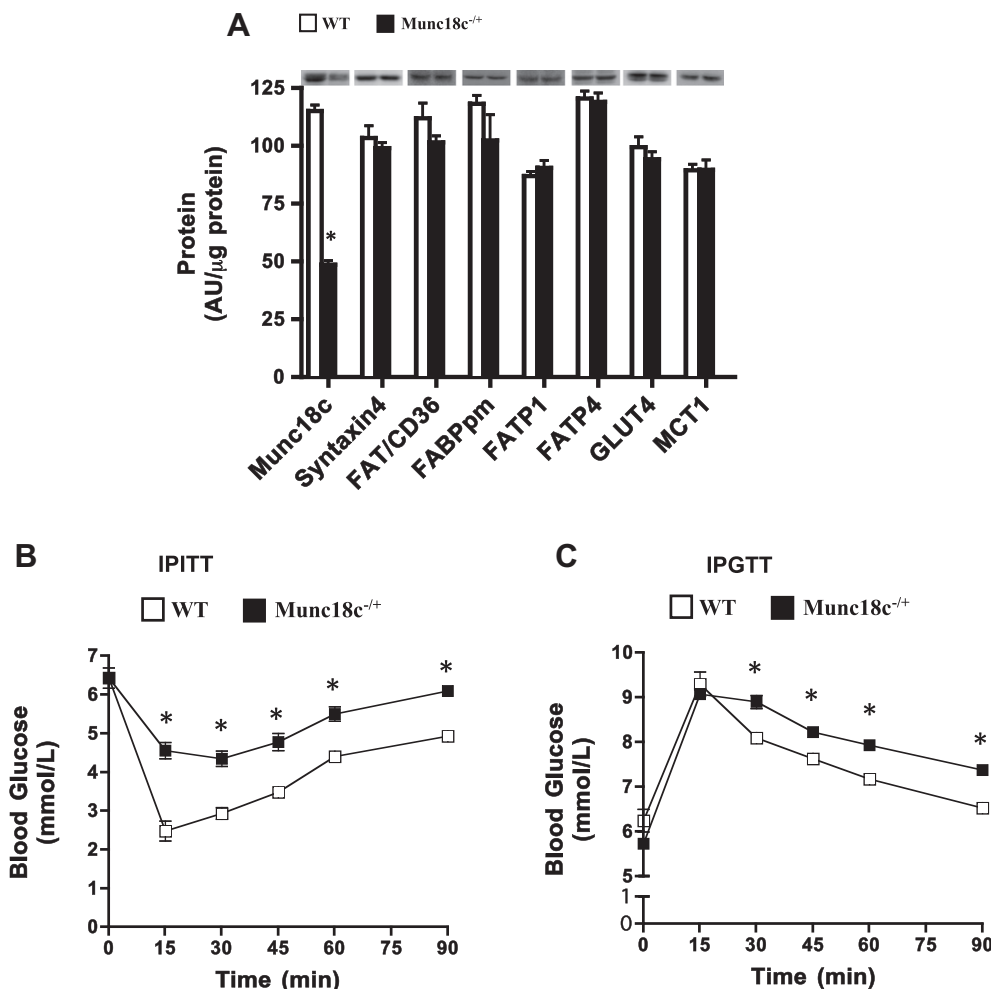 A
WT Munc18c-/+
Protein
(AU/µg protein)
125
100
75
50
25
0
*
Munc18c
Syntaxin4
FAT/CD36
FABPpm
FATP1
FATP4
GLUT4
MCT1
B
IPITT
WT Munc18c-/+
Blood Glucose
(mmol/L)
7
6
5
4
3
2
1
0
* * * * *
0 15 30 45 60 75 90
Time (min)
C
IPGTT
WT Munc18c-/+
Blood Glucose
(mmol/L)
10
9
8
7
6
5
1
0
* * * *
0 15 30 45 60 75 90
Time (min)